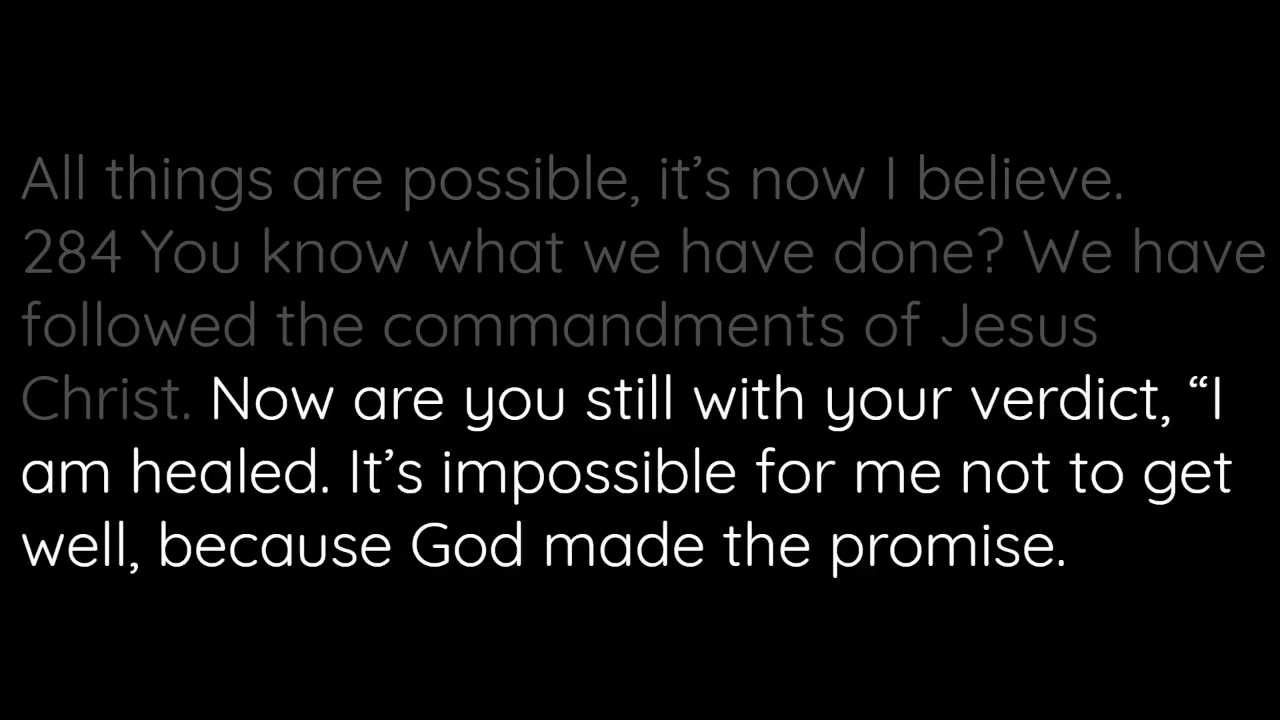 All things are possible, it’s now I believe.
284 You know what we have done? We have
followed the commandments of Jesus
Christ. Now are you still with your verdict, “I
am healed. It’s impossible for me not to get
well, because God made the promise.